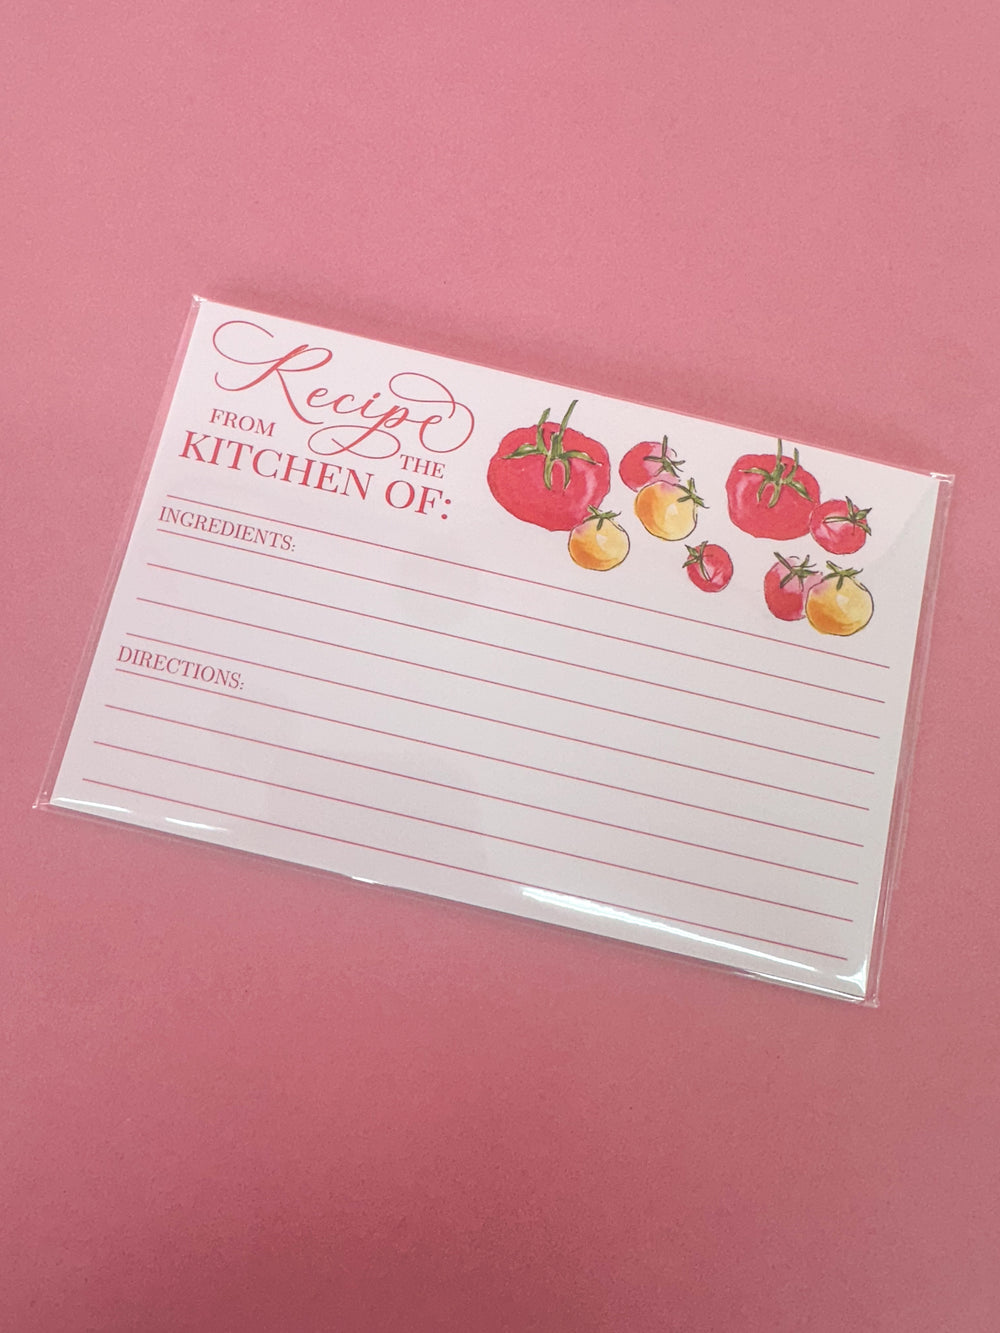 Recipe
FROM THE
KITCHEN OF:
INGREDIENTS:
DIRECTIONS: